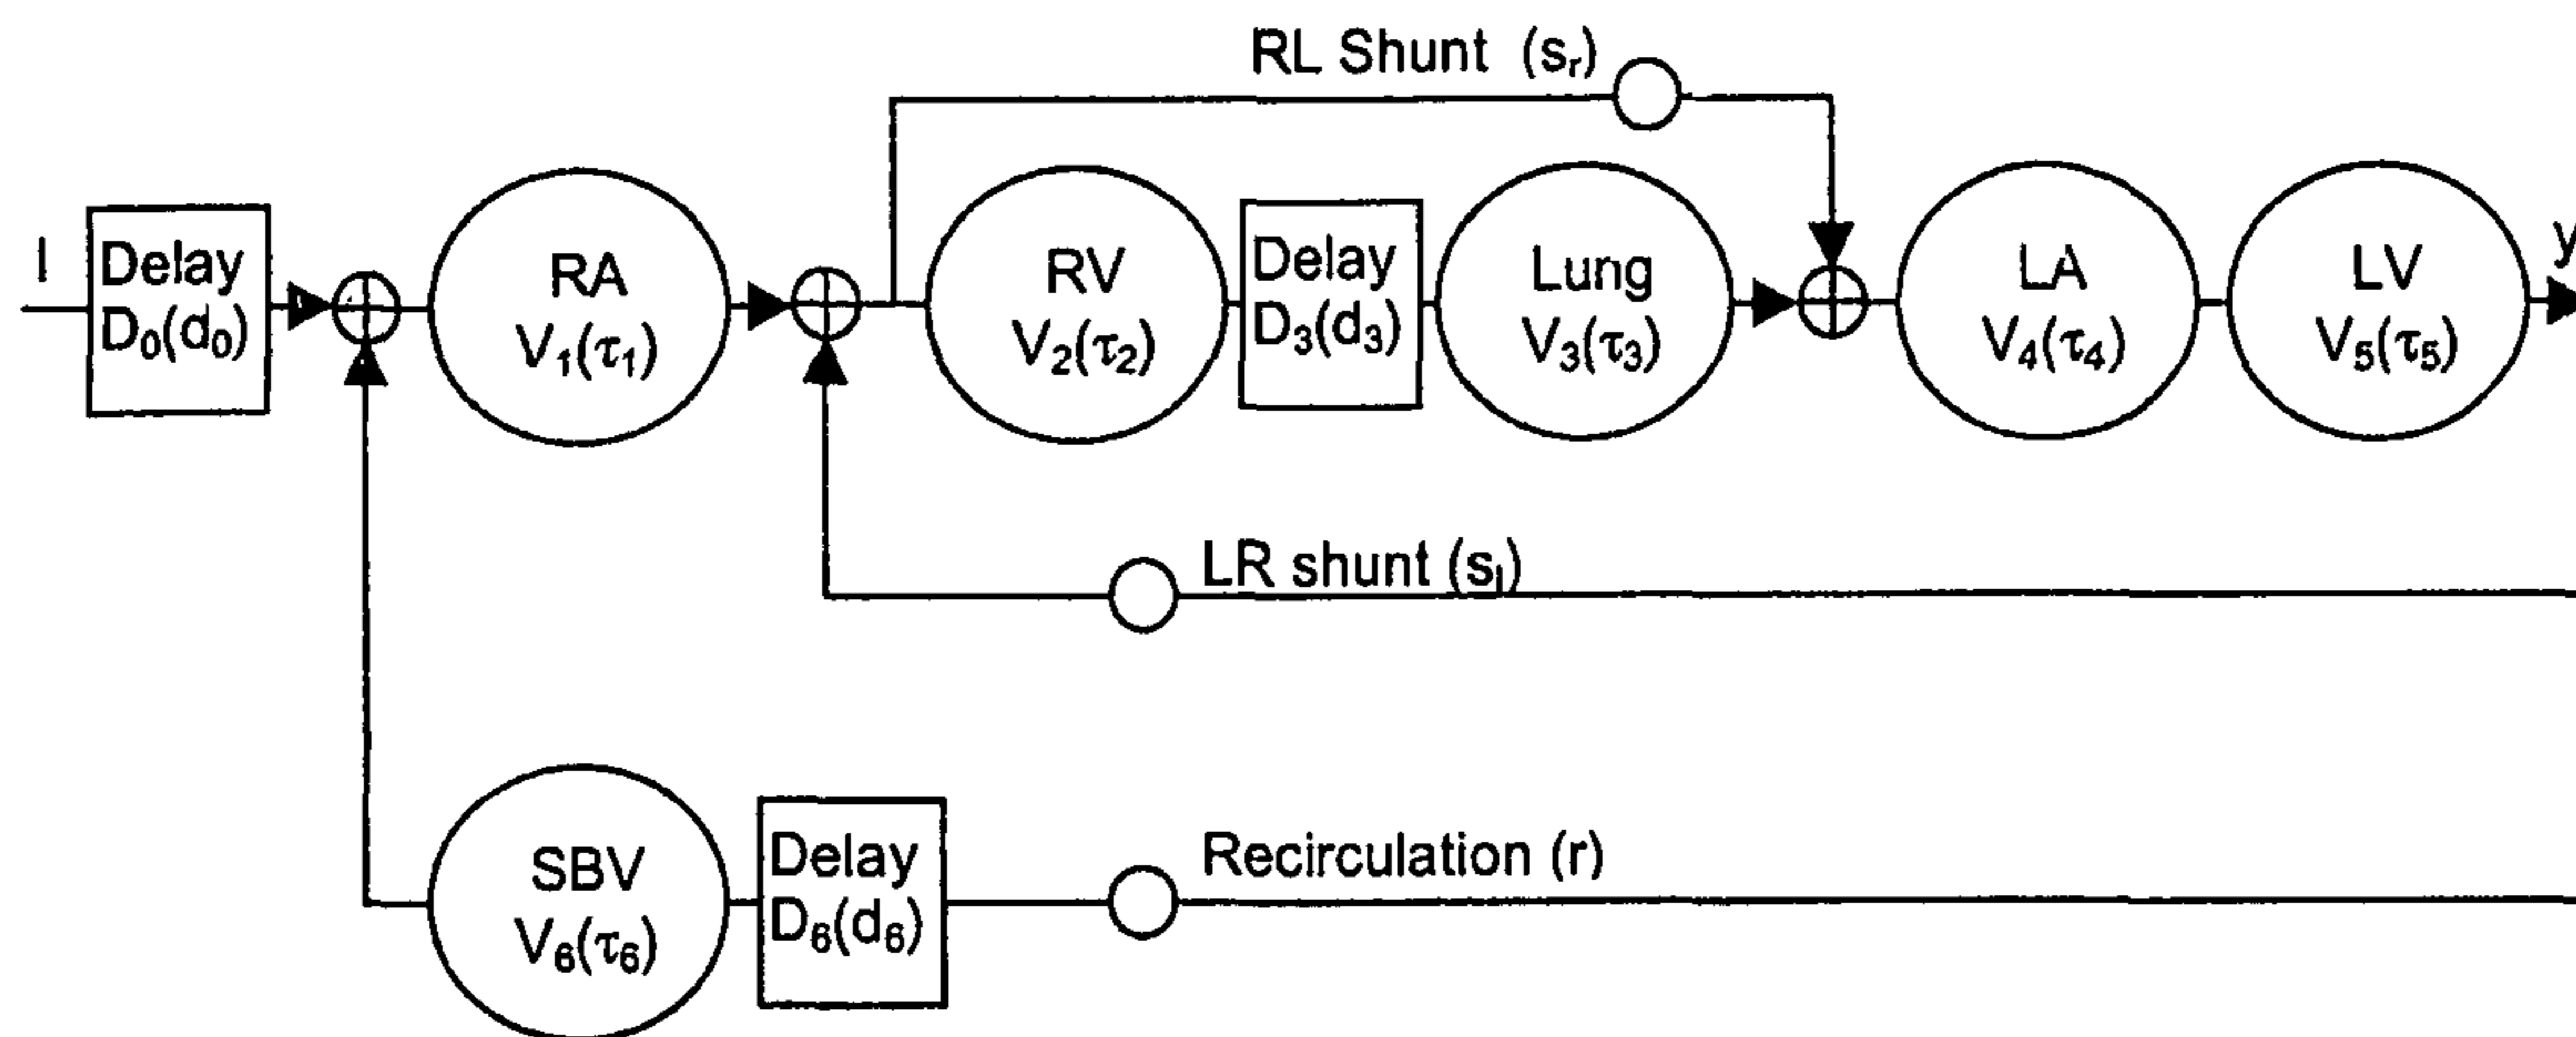 RL Shunt (sᵣ)
I
Delay
D₀(d₀)
RA
V₁(τ₁)
RV
V₂(τ₂)
Delay
D₃(d₃)
Lung
V₃(τ₃)
LA
V₄(τ₄)
LV
V₅(τ₅)
y
LR shunt (sₗ)
SBV
V₆(τ₆)
Delay
D₆(d₆)
Recirculation (r)